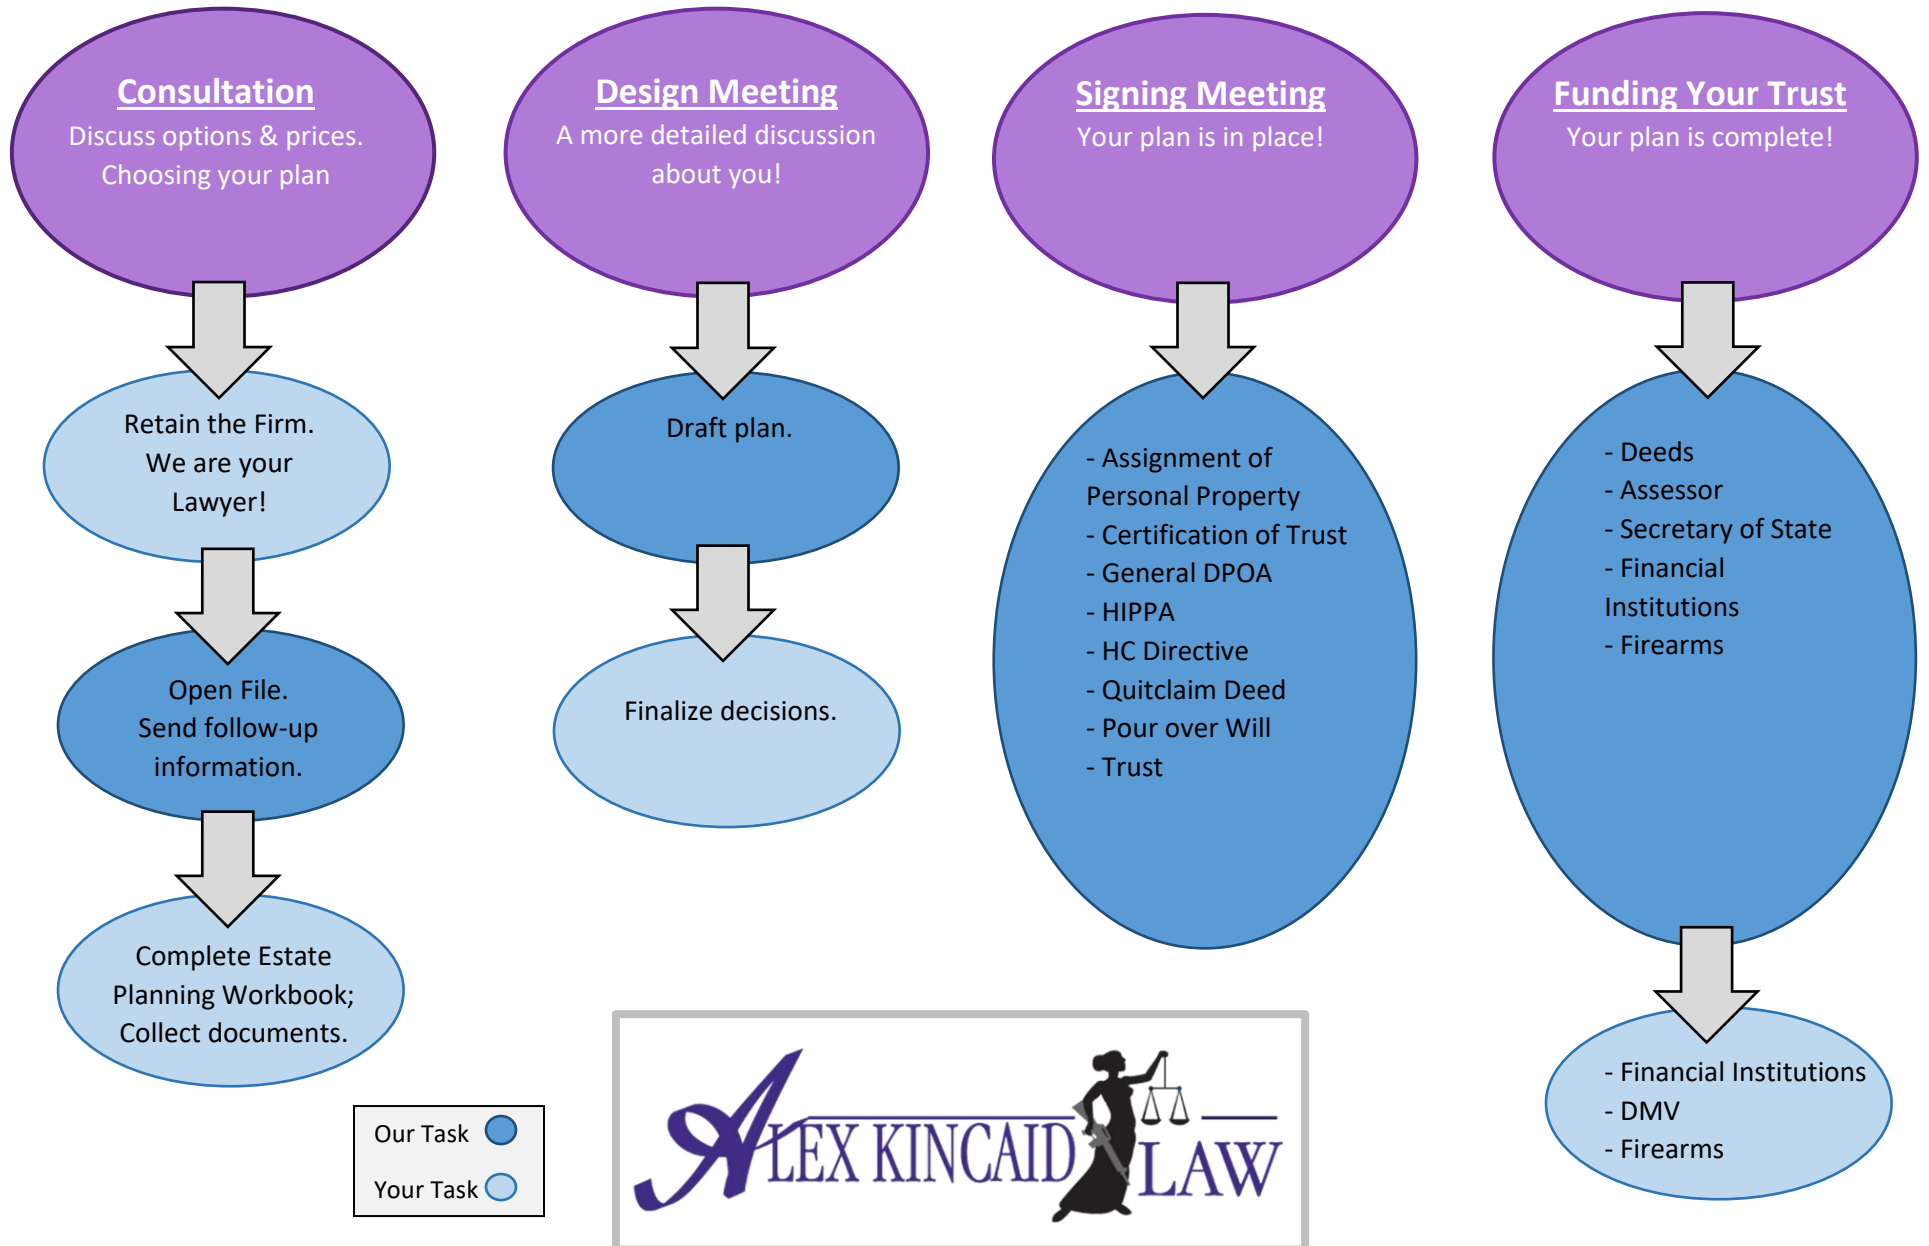 Consultation
Discuss options & prices.
Choosing your plan
Retain the Firm.
We are your
Lawyer!
Open File.
Send follow-up
information.
Complete Estate
Planning Workbook;
Collect documents.
Design Meeting
A more detailed discussion
about you!
Draft plan.
Finalize decisions.
Signing Meeting
Your plan is in place!
- Assignment of
Personal Property
- Certification of Trust
- General DPOA
- HIPPA
- HC Directive
- Quitclaim Deed
- Pour over Will
- Trust
Funding Your Trust
Your plan is complete!
- Deeds
- Assessor
- Secretary of State
- Financial
Institutions
- Firearms
- Financial Institutions
- DMV
- Firearms
Our Task
Your Task
ALEX KINCAID LAW